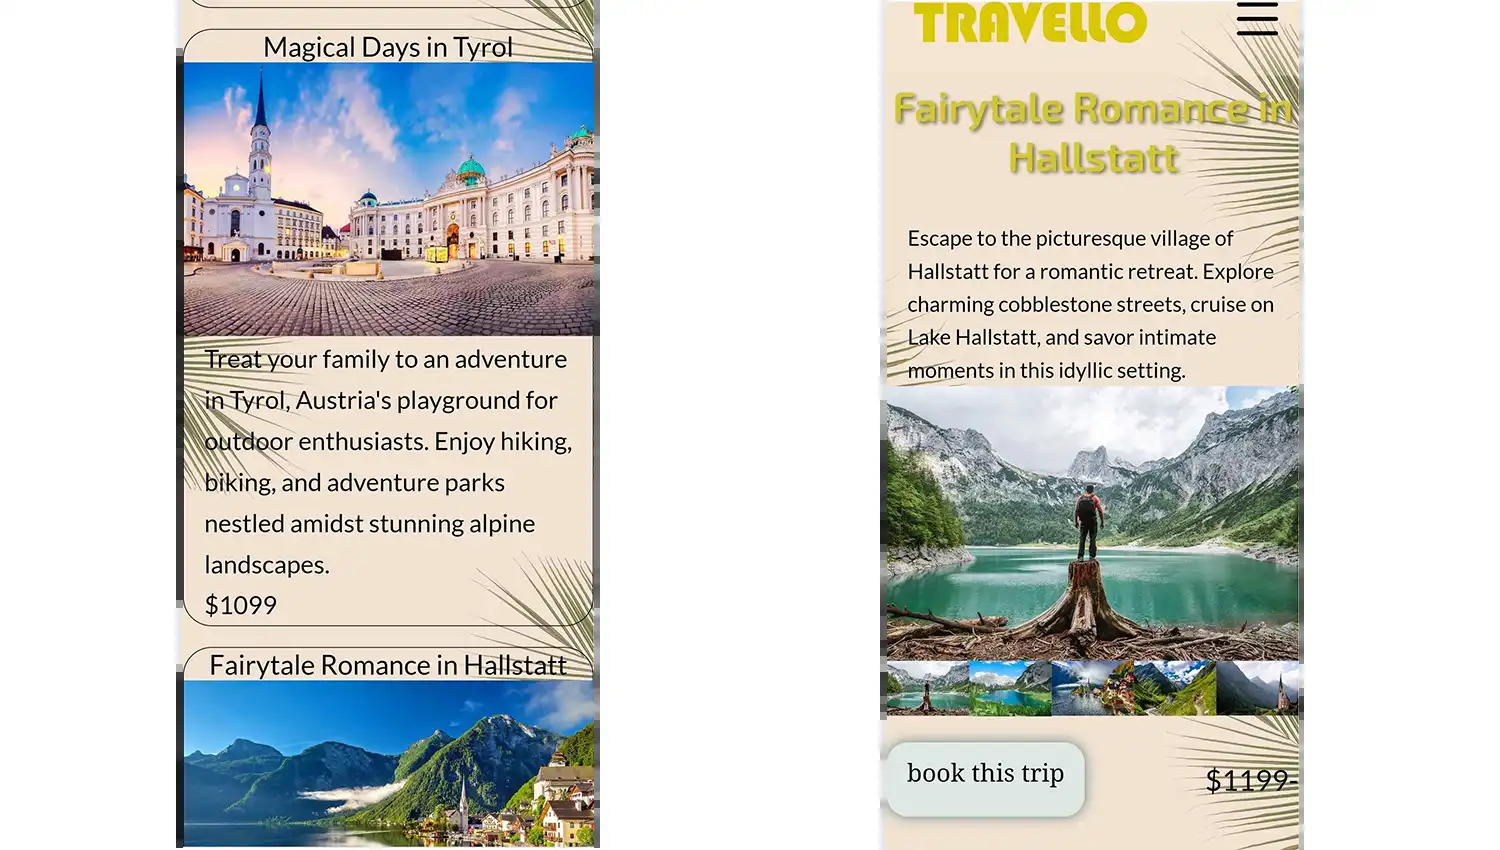 Magical Days in Tyrol
Treat your family to an adventure
in Tyrol, Austria's playground for
outdoor enthusiasts. Enjoy hiking,
biking, and adventure parks
nestled amidst stunning alpine
landscapes.
$1099
Fairytale Romance in Hallstatt
TRAVELLO
Fairytale Romance in
Hallstatt
Escape to the picturesque village of
Hallstatt for a romantic retreat. Explore
charming cobblestone streets, cruise on
Lake Hallstatt, and savor intimate
moments in this idyllic setting.
book this trip
$1199-